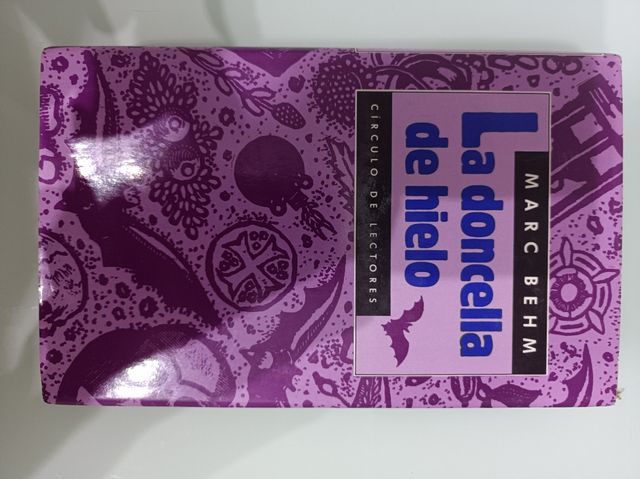 MARC BEHM
La doncella
de hielo
CÍRCULO DE LECTORES